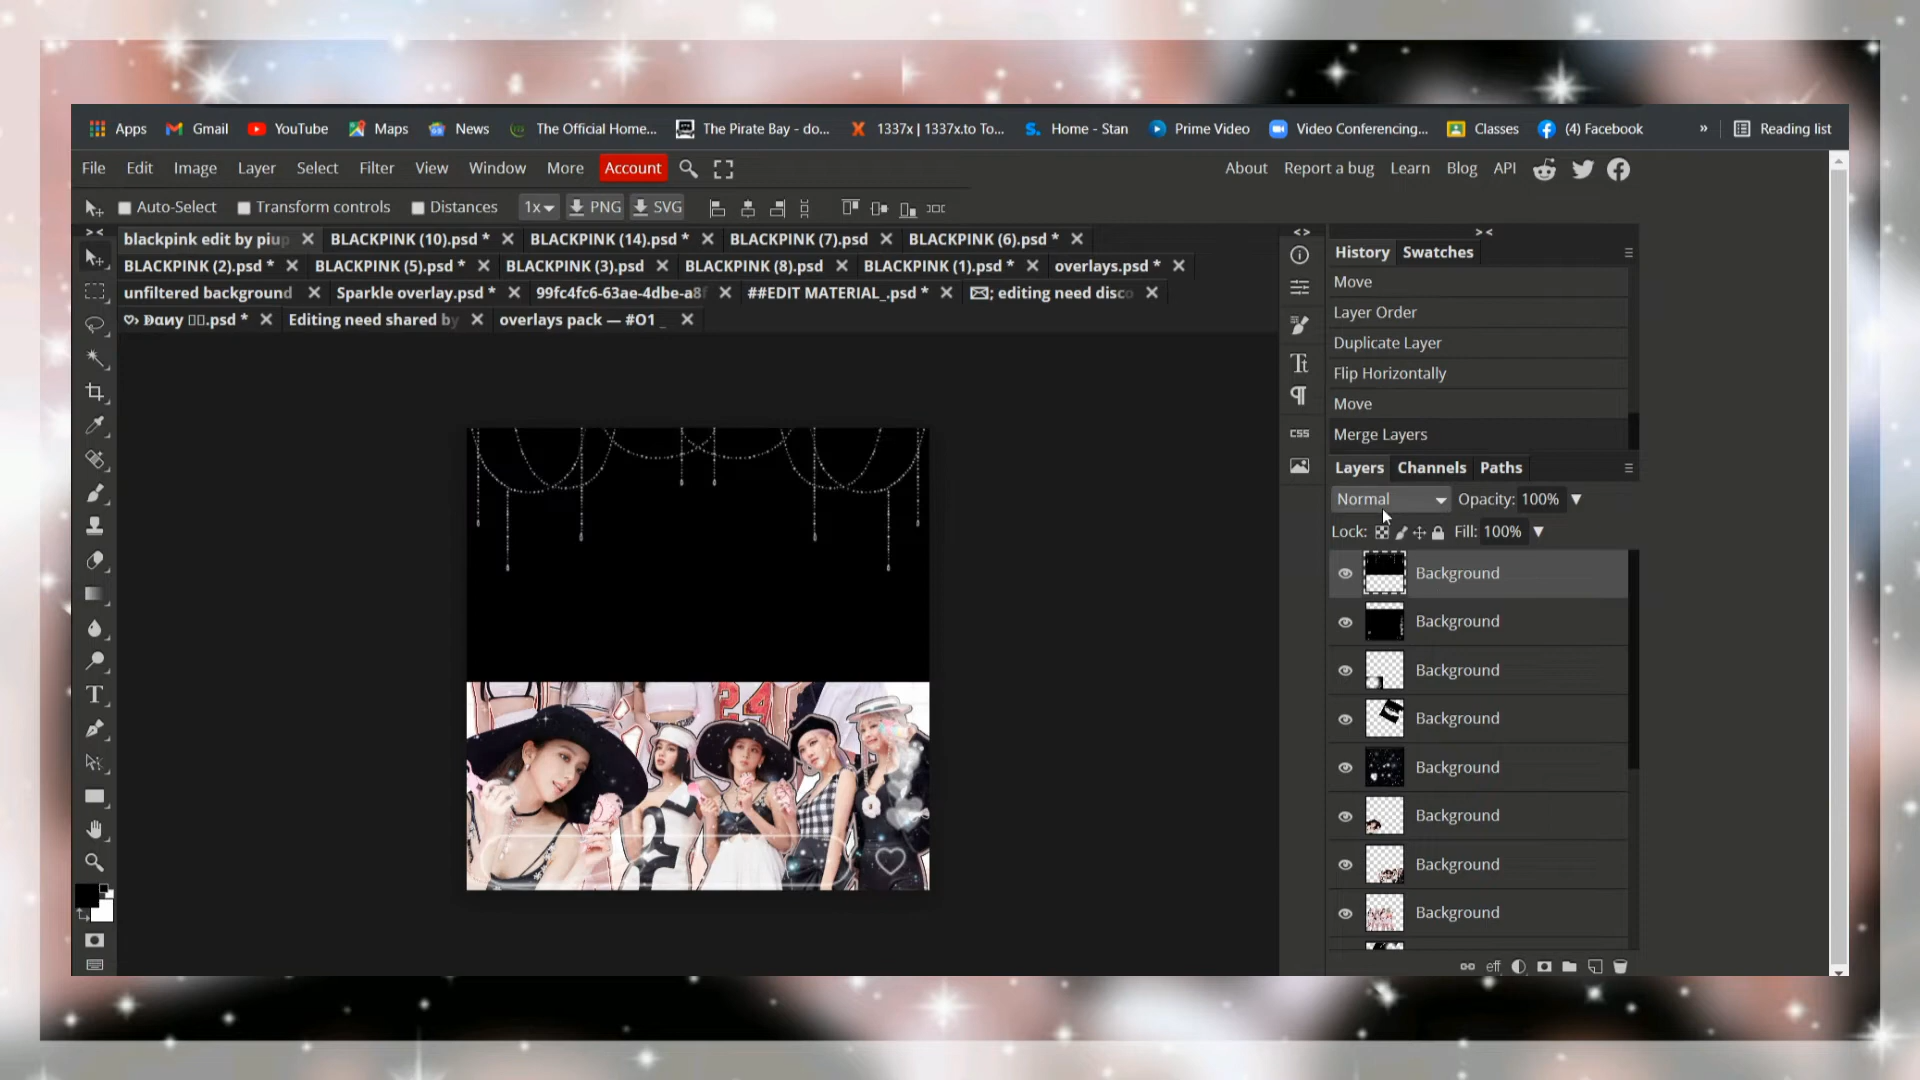 Apps Gmail YouTube Maps News The Official Home... The Pirate Bay - do... 1337x | 1337x.to To... Home - Stan Prime Video Video Conferencing... Classes (4) Facebook » Reading list
File Edit Image Layer Select Filter View Window More Account About Report a bug Learn Blog API
Auto-Select Transform controls Distances 1x PNG SVG
blackpink edit by piup BLACKPINK (10).psd * BLACKPINK (14).psd * BLACKPINK (7).psd BLACKPINK (6).psd *
BLACKPINK (2).psd * BLACKPINK (5).psd * BLACKPINK (3).psd BLACKPINK (8).psd BLACKPINK (1).psd * overlays.psd *
unfiltered background Sparkle overlay.psd * 99fc4fc6-63ae-4dbe-a8f ##EDIT MATERIAL_.psd * ✉; editing need disco
.psd * Editing need shared by overlays pack — #O1 _
History Swatches
Move
Layer Order
Duplicate Layer
Flip Horizontally
Move
Merge Layers
CSS
Layers Channels Paths
Normal Opacity: 100%
Lock: Fill: 100%
Background
Background
Background
Background
Background
Background
Background
Background
24
eff